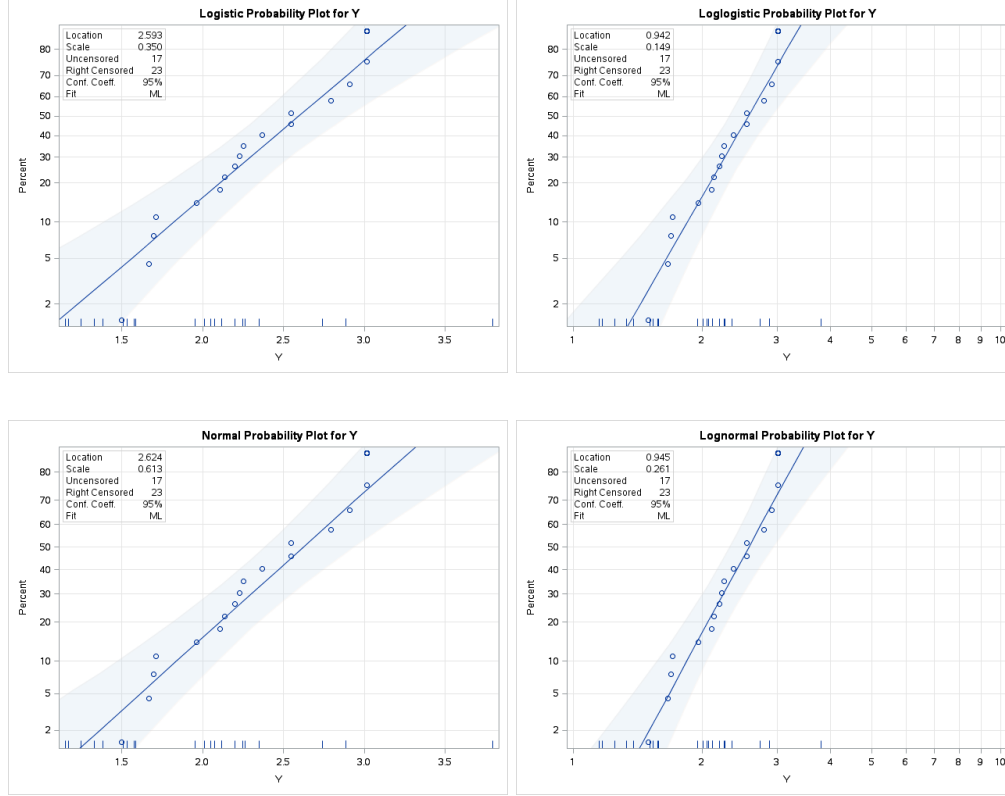 Logistic Probability Plot for Y
Location 2.593
Scale 0.350
Uncensored 17
Right Censored 23
Conf. Coeff. 95%
Fit ML
Percent
80
70
60
50
40
30
20
10
5
2
1.5 2.0 2.5 3.0 3.5
Y
Loglogistic Probability Plot for Y
Location 0.942
Scale 0.149
Uncensored 17
Right Censored 23
Conf. Coeff. 95%
Fit ML
Percent
80
70
60
50
40
30
20
10
5
2
1 2 3 4 5 6 7 8 9 10
Y
Normal Probability Plot for Y
Location 2.624
Scale 0.613
Uncensored 17
Right Censored 23
Conf. Coeff. 95%
Fit ML
Percent
80
70
60
50
40
30
20
10
5
2
1.5 2.0 2.5 3.0 3.5
Y
Lognormal Probability Plot for Y
Location 0.945
Scale 0.261
Uncensored 17
Right Censored 23
Conf. Coeff. 95%
Fit ML
Percent
80
70
60
50
40
30
20
10
5
2
1 2 3 4 5 6 7 8 9 10
Y